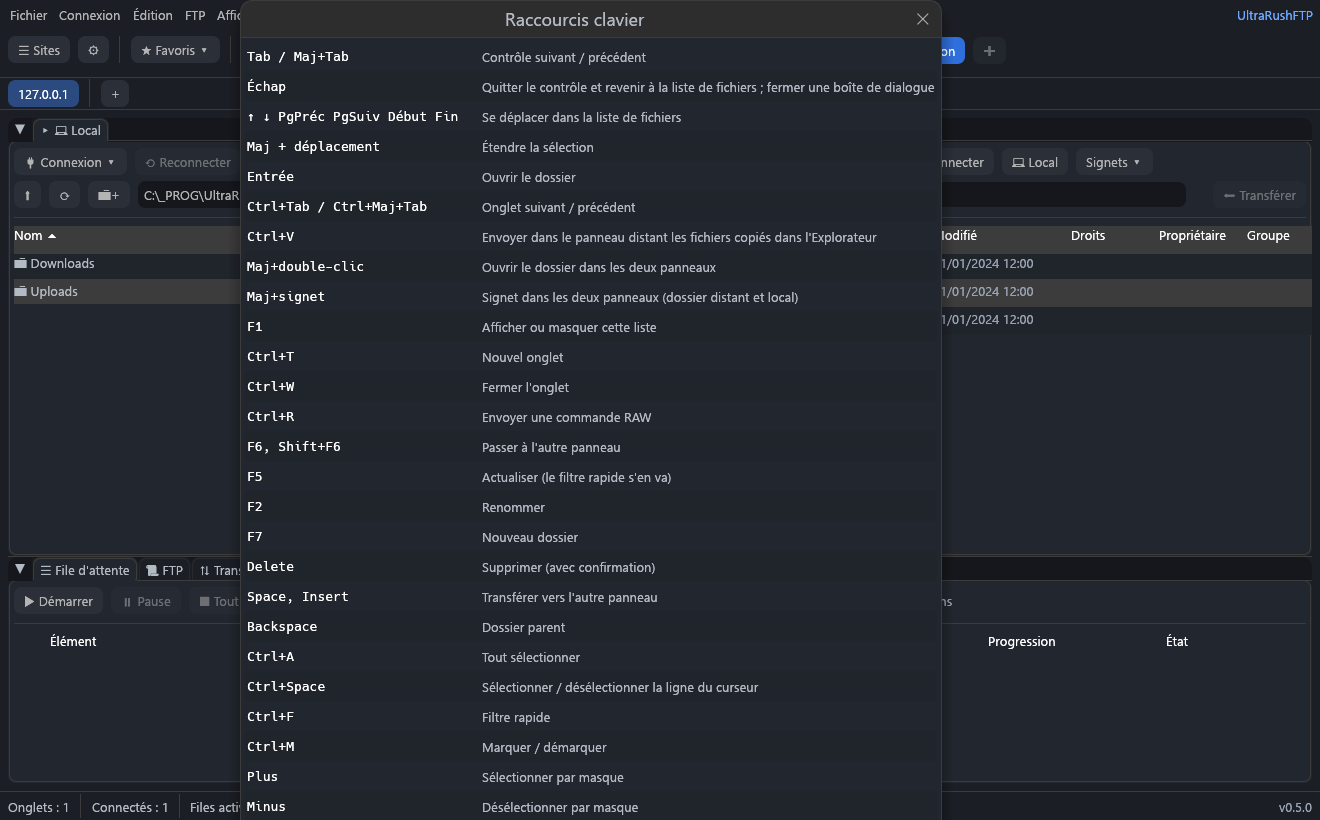 Fichier Connexion Édition FTP
UltraRushFTP
Raccourcis clavier
Sites
Favoris
127.0.0.1
+
Local
Connexion
Reconnecter
Local
Signets
Transférer
Nom
Droits
Propriétaire
Groupe
Downloads
1/01/2024 12:00
Uploads
1/01/2024 12:00
1/01/2024 12:00
Tab / Maj+Tab Contrôle suivant / précédent
Échap Quitter le contrôle et revenir à la liste de fichiers ; fermer une boîte de dialogue
↑ ↓ PgPréc PgSuiv Début Fin Se déplacer dans la liste de fichiers
Maj + déplacement Étendre la sélection
Entrée Ouvrir le dossier
Ctrl+Tab / Ctrl+Maj+Tab Onglet suivant / précédent
Ctrl+V Envoyer dans le panneau distant les fichiers copiés dans l'Explorateur
Maj+double-clic Ouvrir le dossier dans les deux panneaux
Maj+signet Signet dans les deux panneaux (dossier distant et local)
F1 Afficher ou masquer cette liste
Ctrl+T Nouvel onglet
Ctrl+W Fermer l'onglet
Ctrl+R Envoyer une commande RAW
F6, Shift+F6 Passer à l'autre panneau
F5 Actualiser (le filtre rapide s'en va)
F2 Renommer
F7 Nouveau dossier
Delete Supprimer (avec confirmation)
Space, Insert Transférer vers l'autre panneau
Backspace Dossier parent
Ctrl+A Tout sélectionner
Ctrl+Space Sélectionner / désélectionner la ligne du curseur
Ctrl+F Filtre rapide
Ctrl+M Marquer / démarquer
Plus Sélectionner par masque
Minus Désélectionner par masque
File d'attente
FTP
Démarrer
Pause
Tout
Élément
Progression
État
Onglets : 1
Connectés : 1
Files
v0.5.0